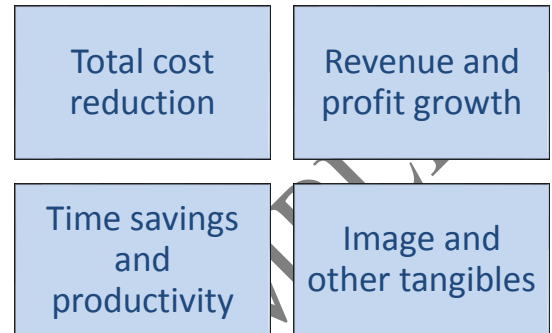 Total cost
reduction
Revenue and
profit growth
Time savings
and
productivity
Image and
other tangibles